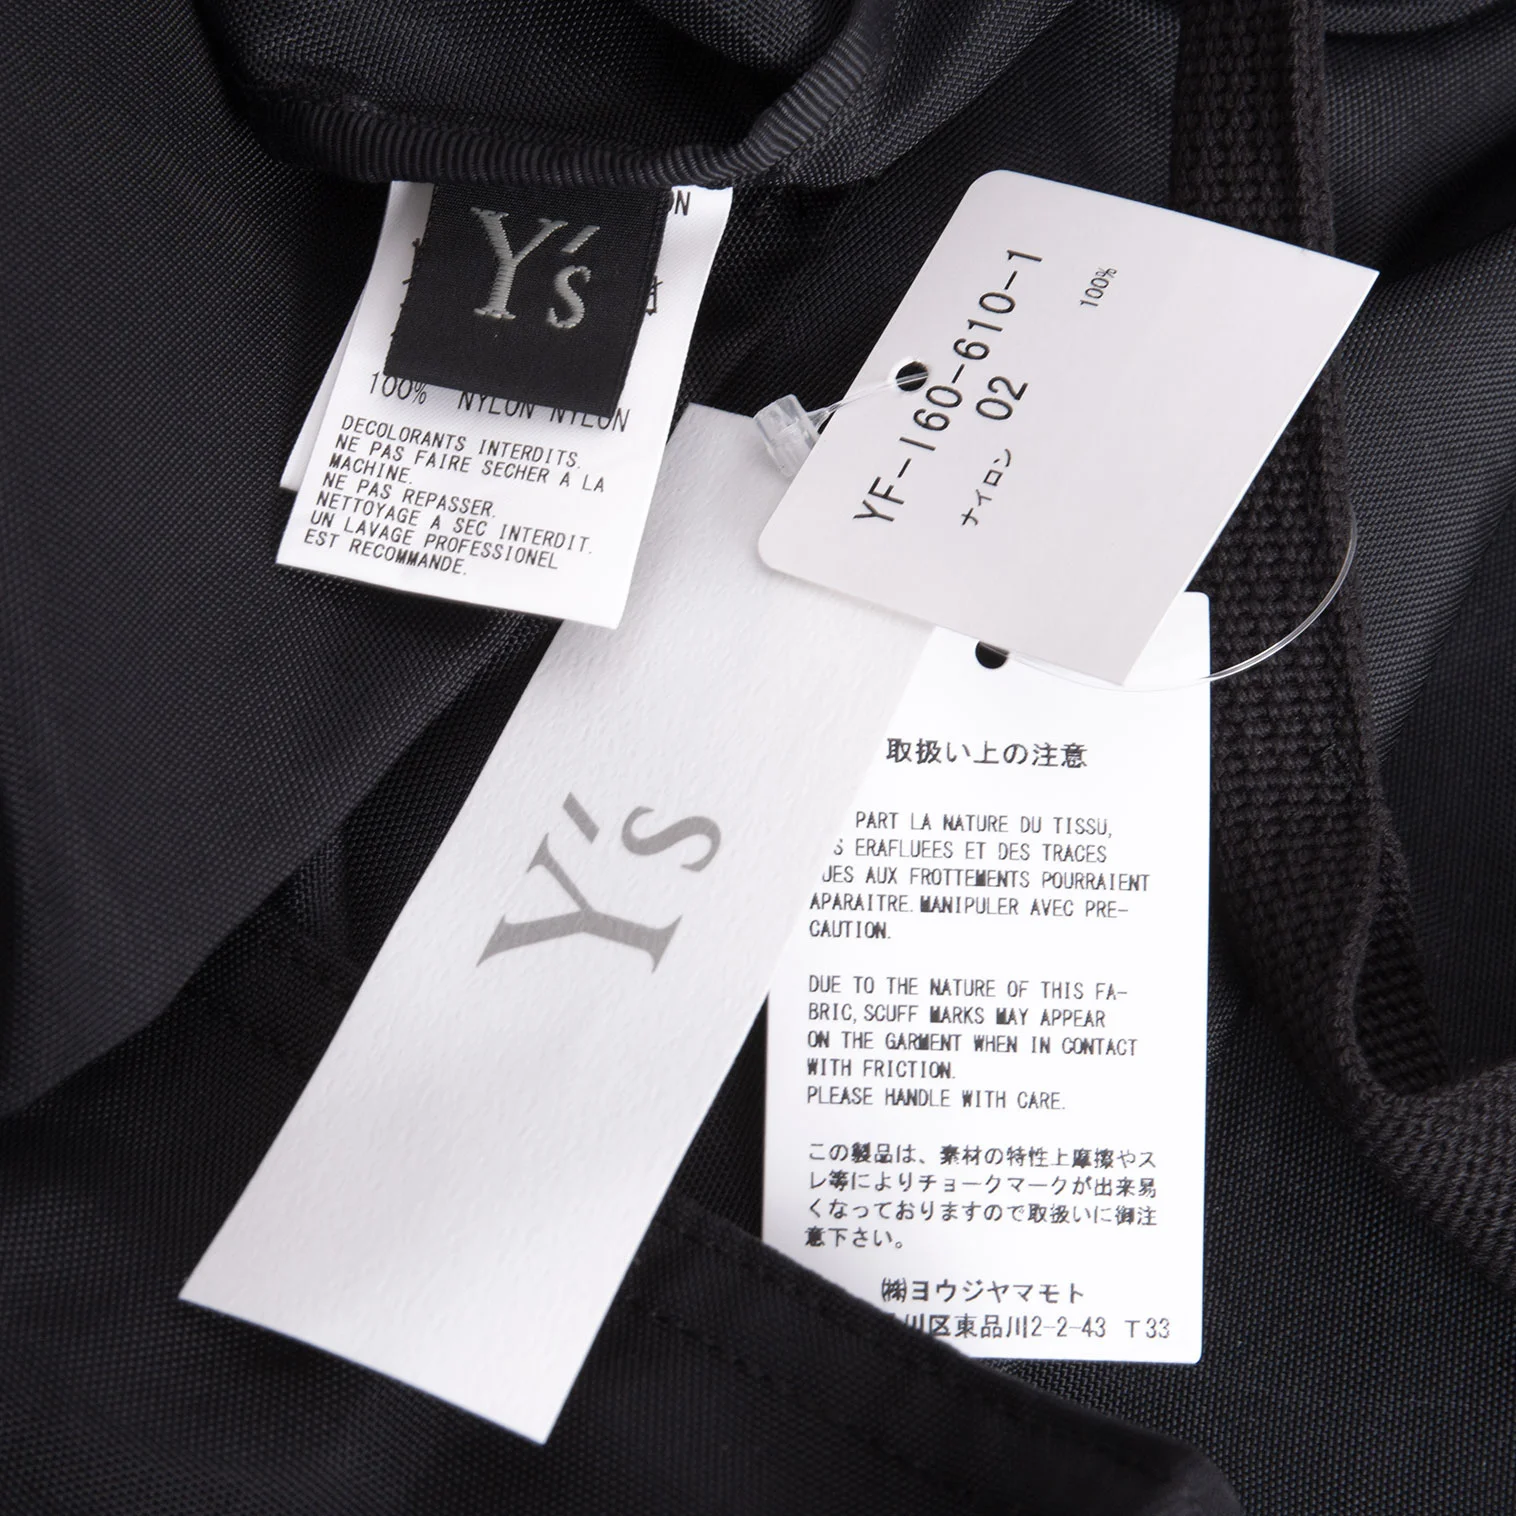 Y's
100% NYLON NYLON
DECOLORANTS INTERDITS.
NE PAS FAIRE SECHER A LA
MACHINE.
NE PAS REPASSER.
NETTOYAGE A SEC INTERDIT.
UN LAVAGE PROFESSIONEL
EST RECOMMANDE.
YF-160-610-1
ナイロン 02
100%
Y's
取扱い上の注意
PART LA NATURE DU TISSU,
S ERAFLUEES ET DES TRACES
UES AUX FROTTEMENTS POURRAIENT
APARAITRE.MANIPULER AVEC PRE-
CAUTION.
DUE TO THE NATURE OF THIS FA-
BRIC,SCUFF MARKS MAY APPEAR
ON THE GARMENT WHEN IN CONTACT
WITH FRICTION.
PLEASE HANDLE WITH CARE.
この製品は、素材の特性上摩擦やス
レ等によりチョークマークが出来易
くなっておりますので取扱いに御注
意下さい。
㈱ヨウジヤマモト
川区東品川2-2-43 T33